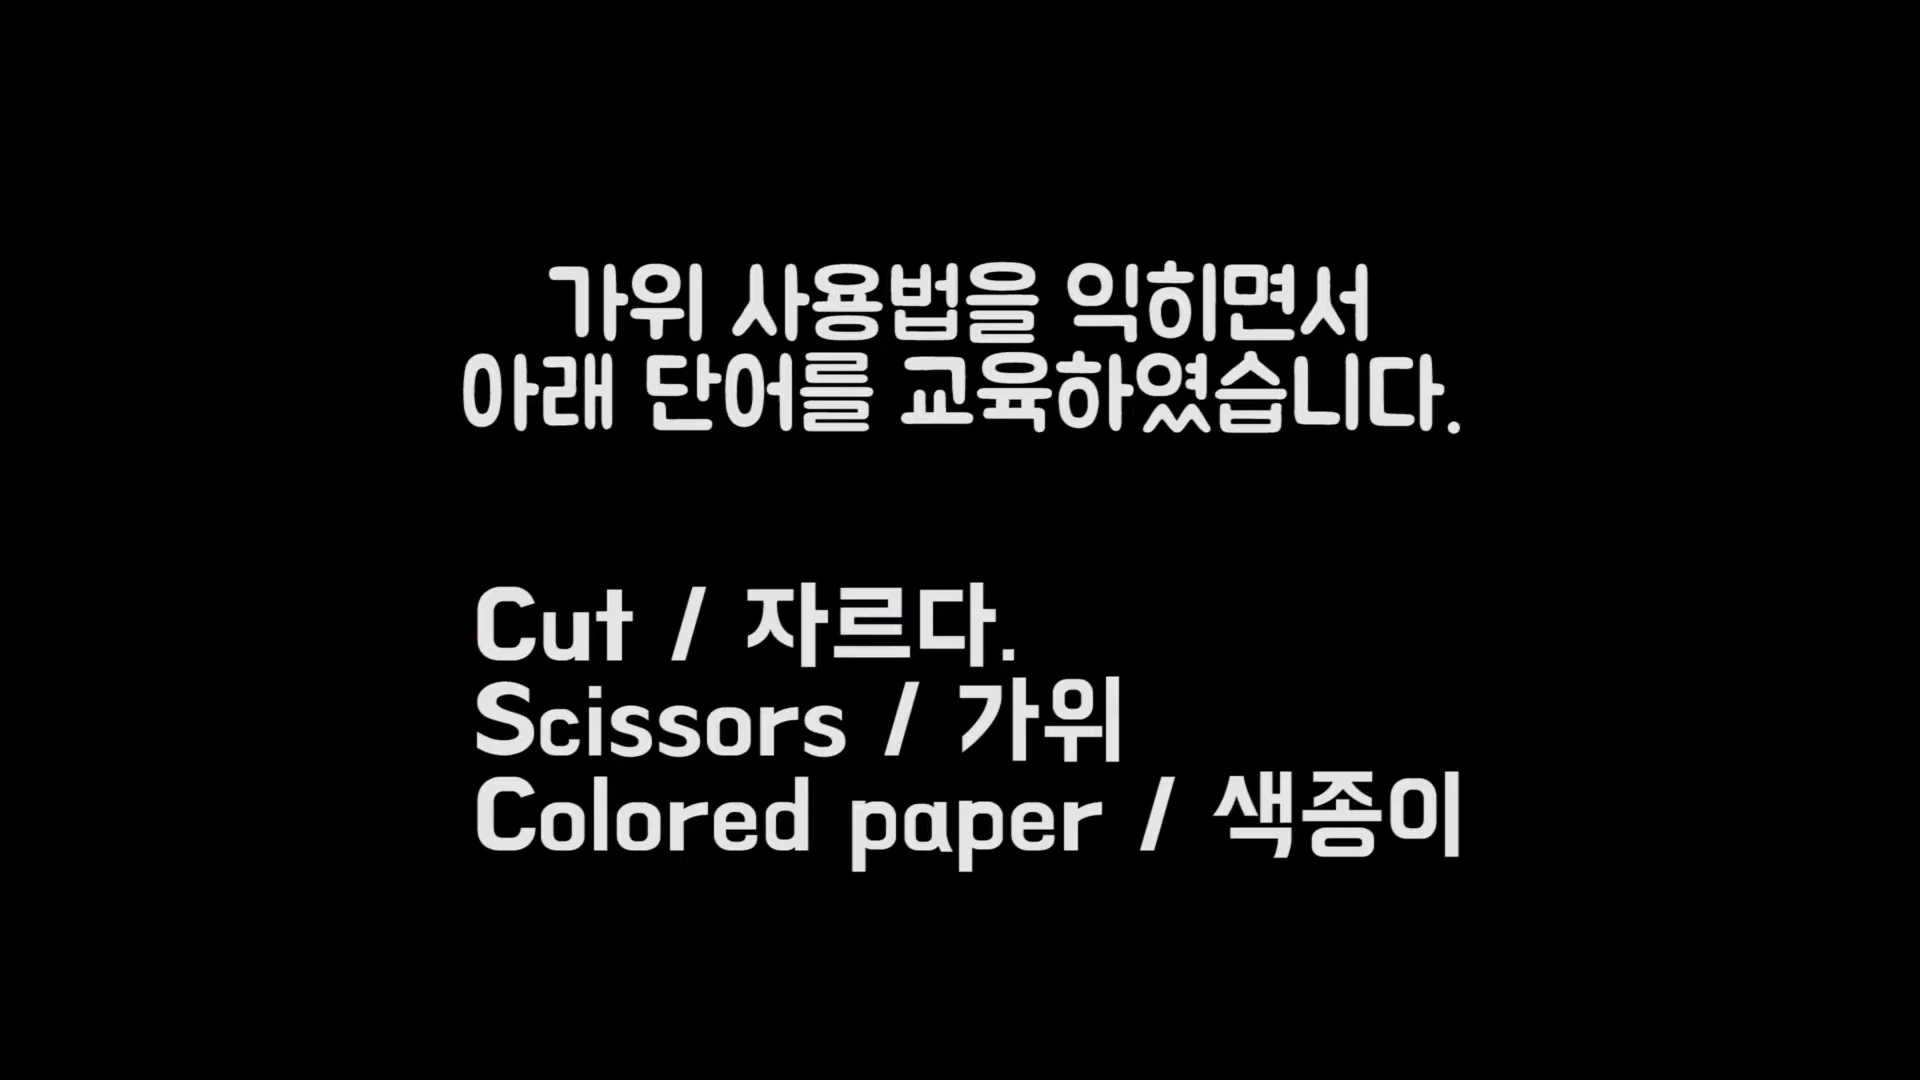 가위 사용법을 익히면서
아래 단어를 교육하였습니다.
Cut / 자르다.
Scissors / 가위
Colored paper / 색종이